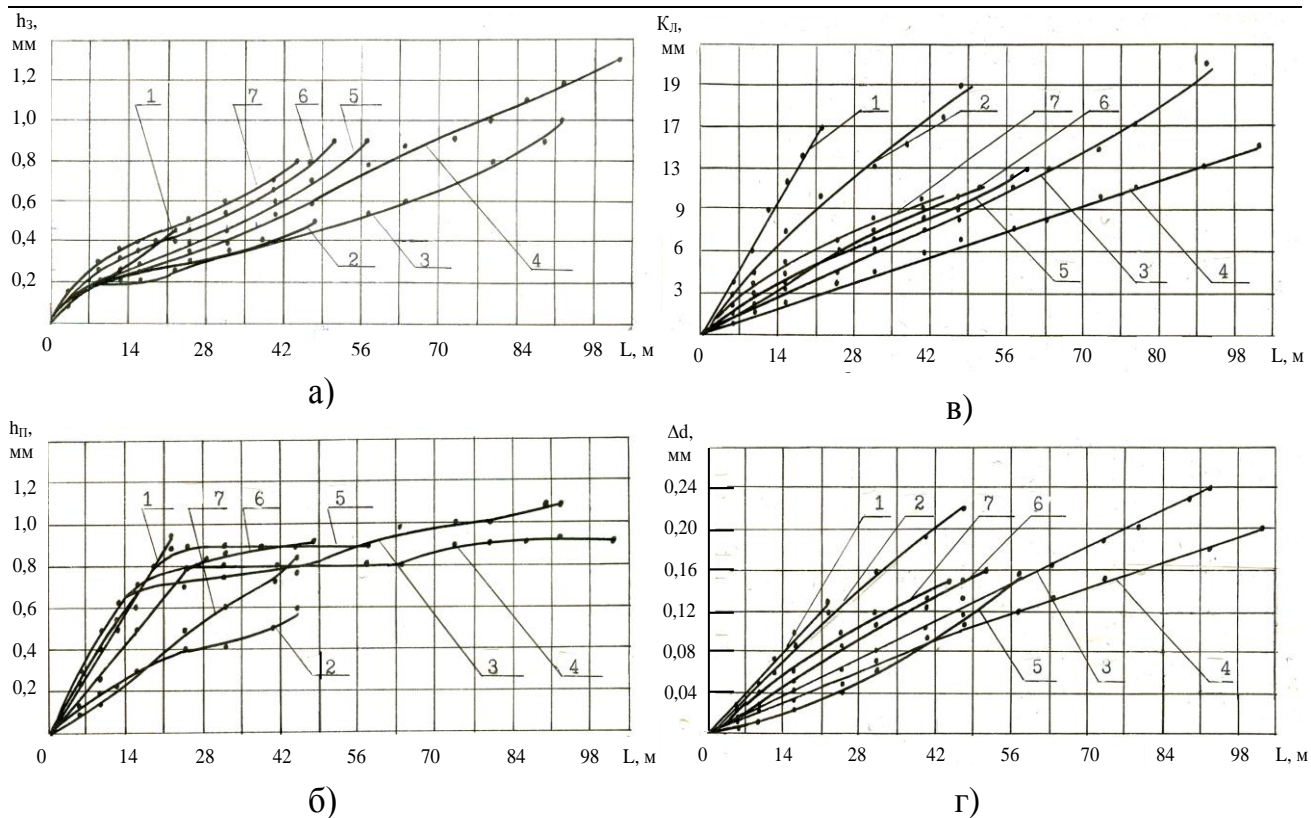 h₃,
мм
1,2
1,0
0,8
0,6
0,4
0,2
1 7 6 5
2 3 4
0 14 28 42 56 70 84 98 L, м
а)
Kл,
мм
19
17
13
9
6
3
1 2 7 6
5 3 4
0 14 28 42 56 70 80 98 L, м
в)
hп,
мм
1,2
1,0
0,8
0,6
0,4
0,2
1 7 6 5
2 3 4
0 14 28 42 56 70 84 98 L, м
б)
Δd,
мм
0,24
0,20
0,16
0,12
0,08
0,04
1 2 7 6
5 3 4
0 14 28 42 56 70 84 98 L, м
г)